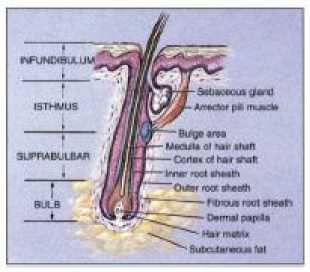 INFUNDIBULUM
ISTHMUS
SUPRABULBAR
BULB
Sebaceous gland
Arrector pili muscle
Bulge area
Medulla of hair shaft
Cortex of hair shaft
Inner root sheath
Outer root sheath
Fibrous root sheath
Dermal papilla
Hair matrix
Subcutaneous fat